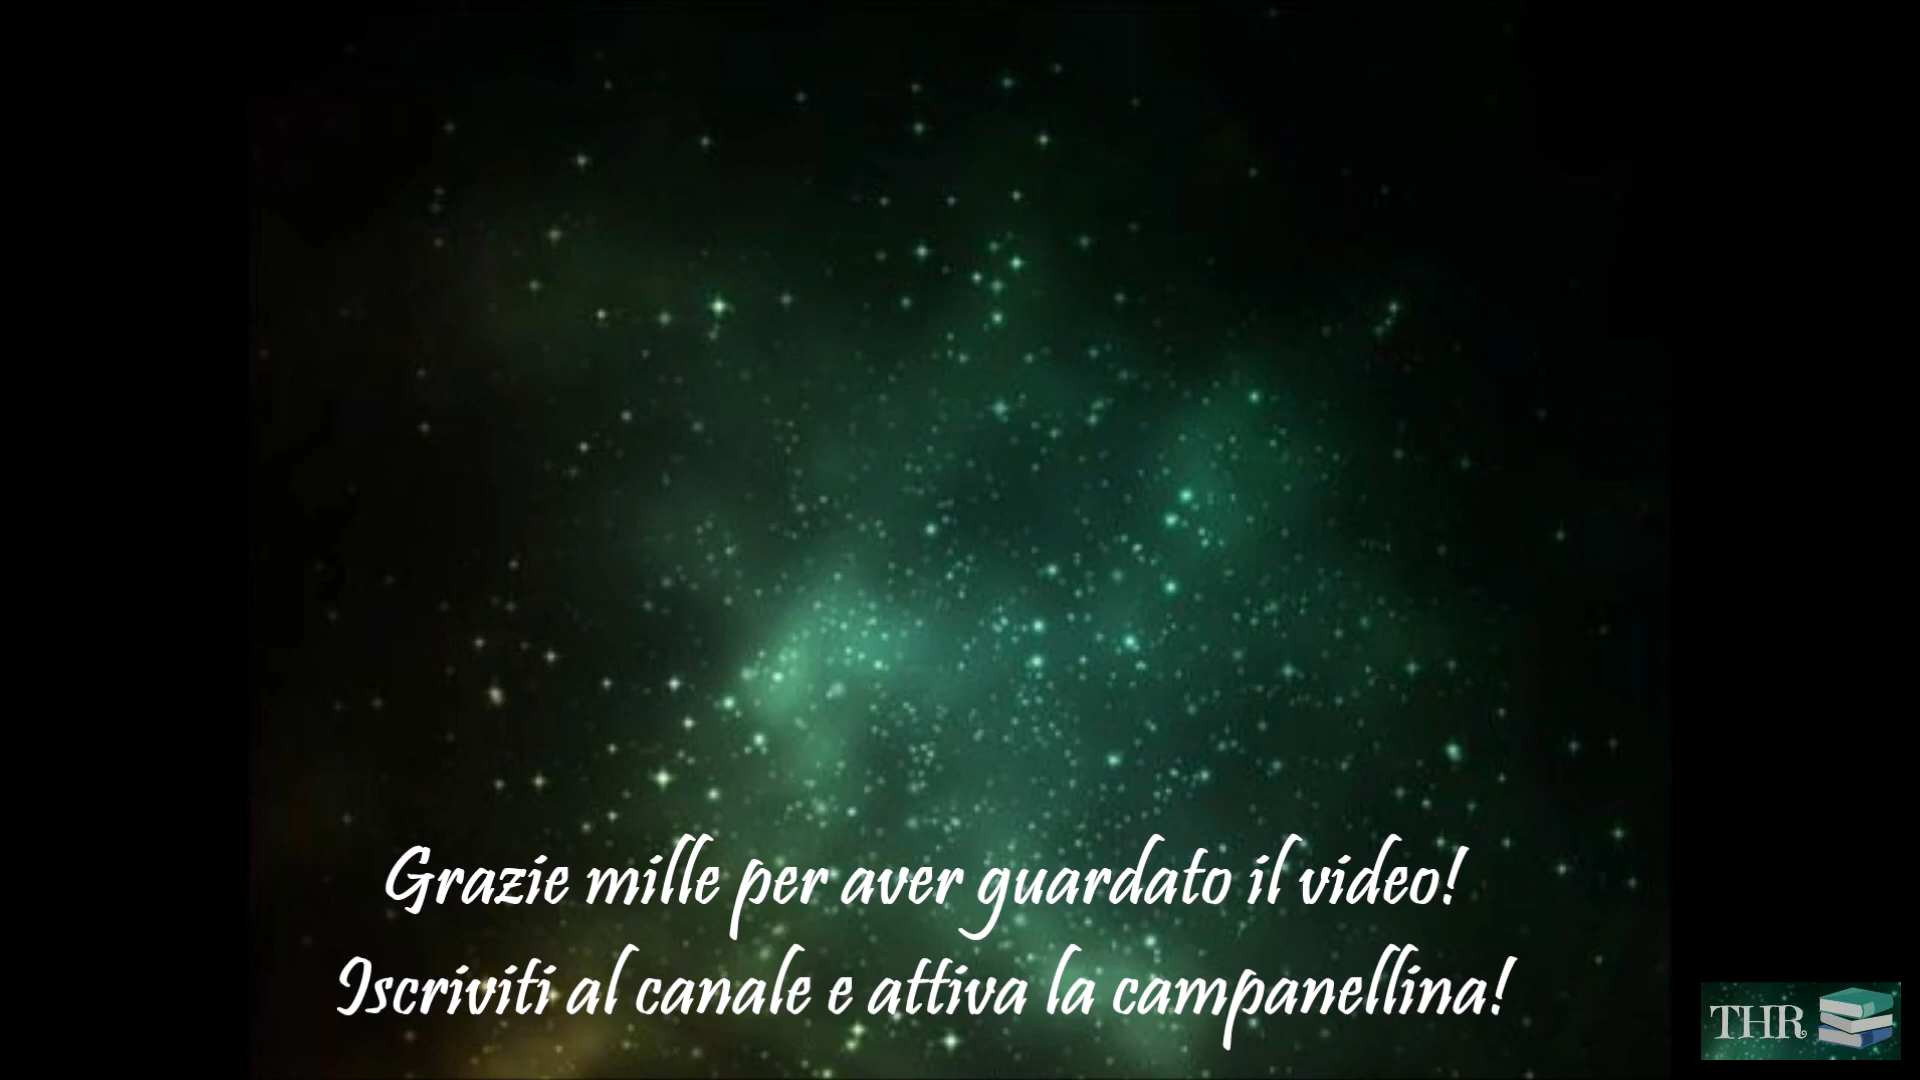 Grazie mille per aver guardato il video!
Iscriviti al canale e attiva la campanellina!
THR